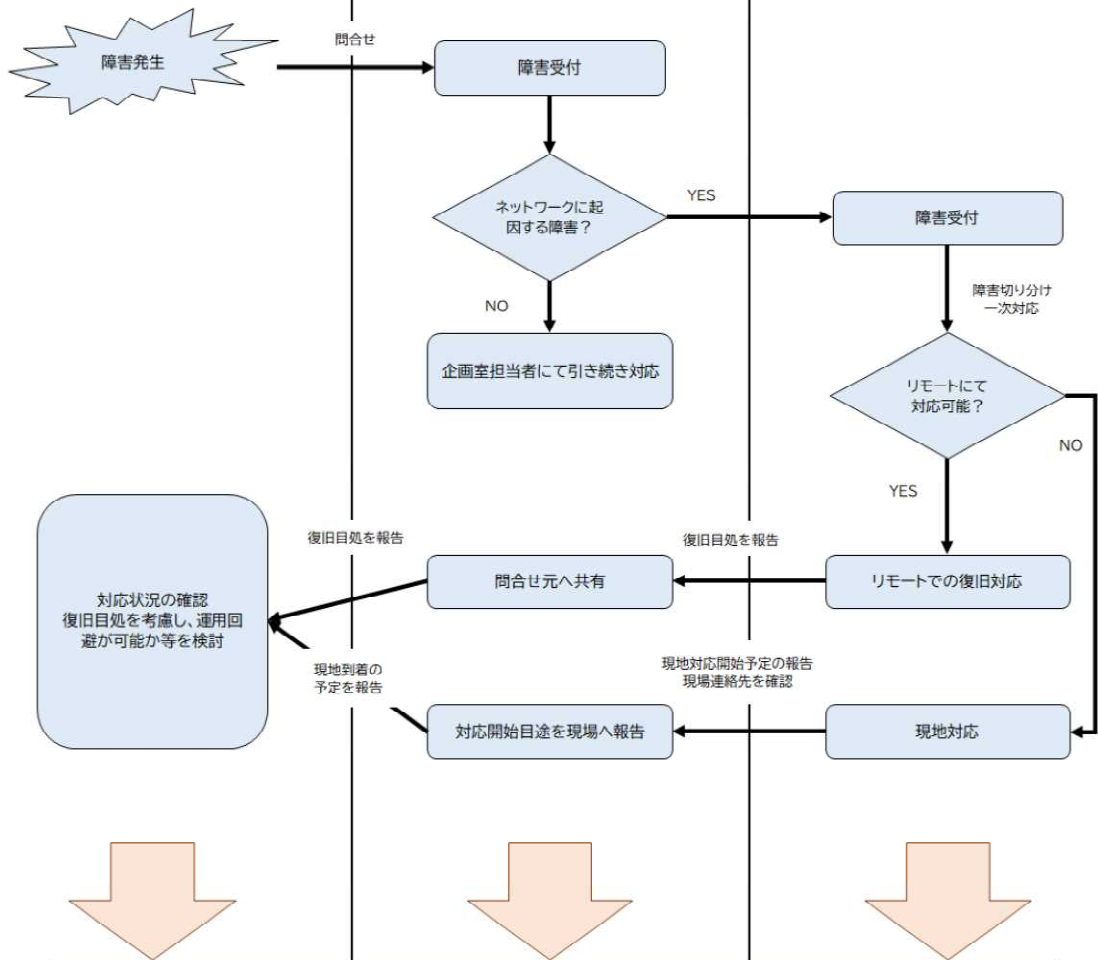 障害発生
問合せ
障害受付
ネットワークに起
因する障害？
YES
障害受付
NO
障害切り分け
一次対応
企画室担当者にて引き続き対応
リモートにて
対応可能？
NO
YES
復旧目処を報告
復旧目処を報告
対応状況の確認
復旧目処を考慮し、運用回
避が可能か等を検討
問合せ元へ共有
リモートでの復旧対応
現地到着の
予定を報告
現地対応開始予定の報告
現場連絡先を確認
対応開始目途を現場へ報告
現地対応